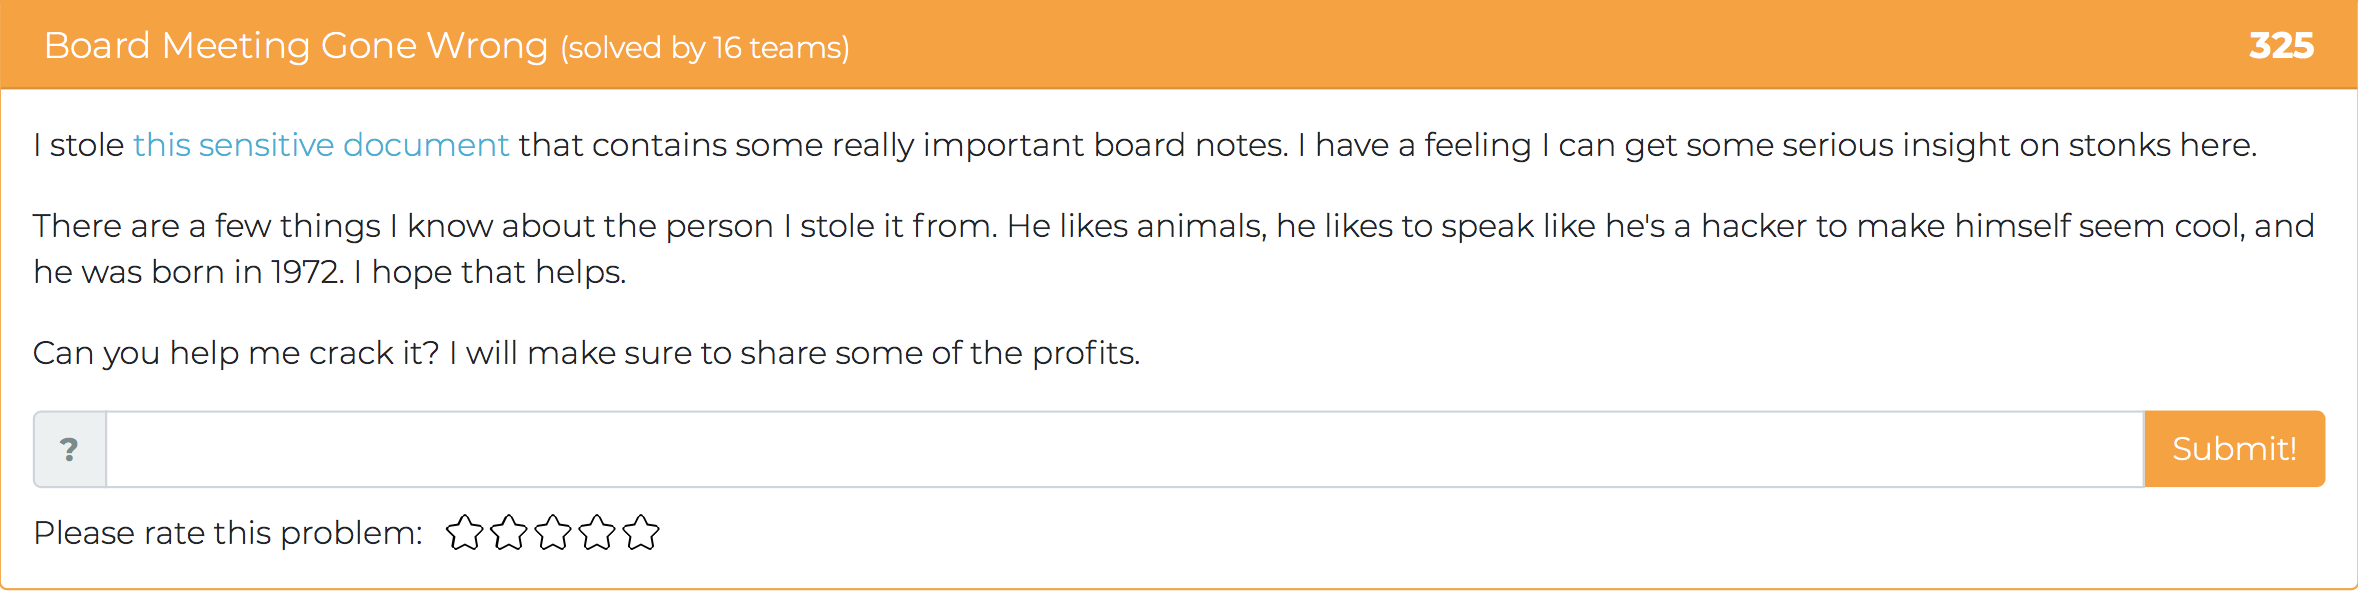 Board Meeting Gone Wrong (solved by 16 teams) 325
I stole this sensitive document that contains some really important board notes. I have a feeling I can get some serious insight on stonks here.
There are a few things I know about the person I stole it from. He likes animals, he likes to speak like he's a hacker to make himself seem cool, and
he was born in 1972. I hope that helps.
Can you help me crack it? I will make sure to share some of the profits.
? Submit!
Please rate this problem: